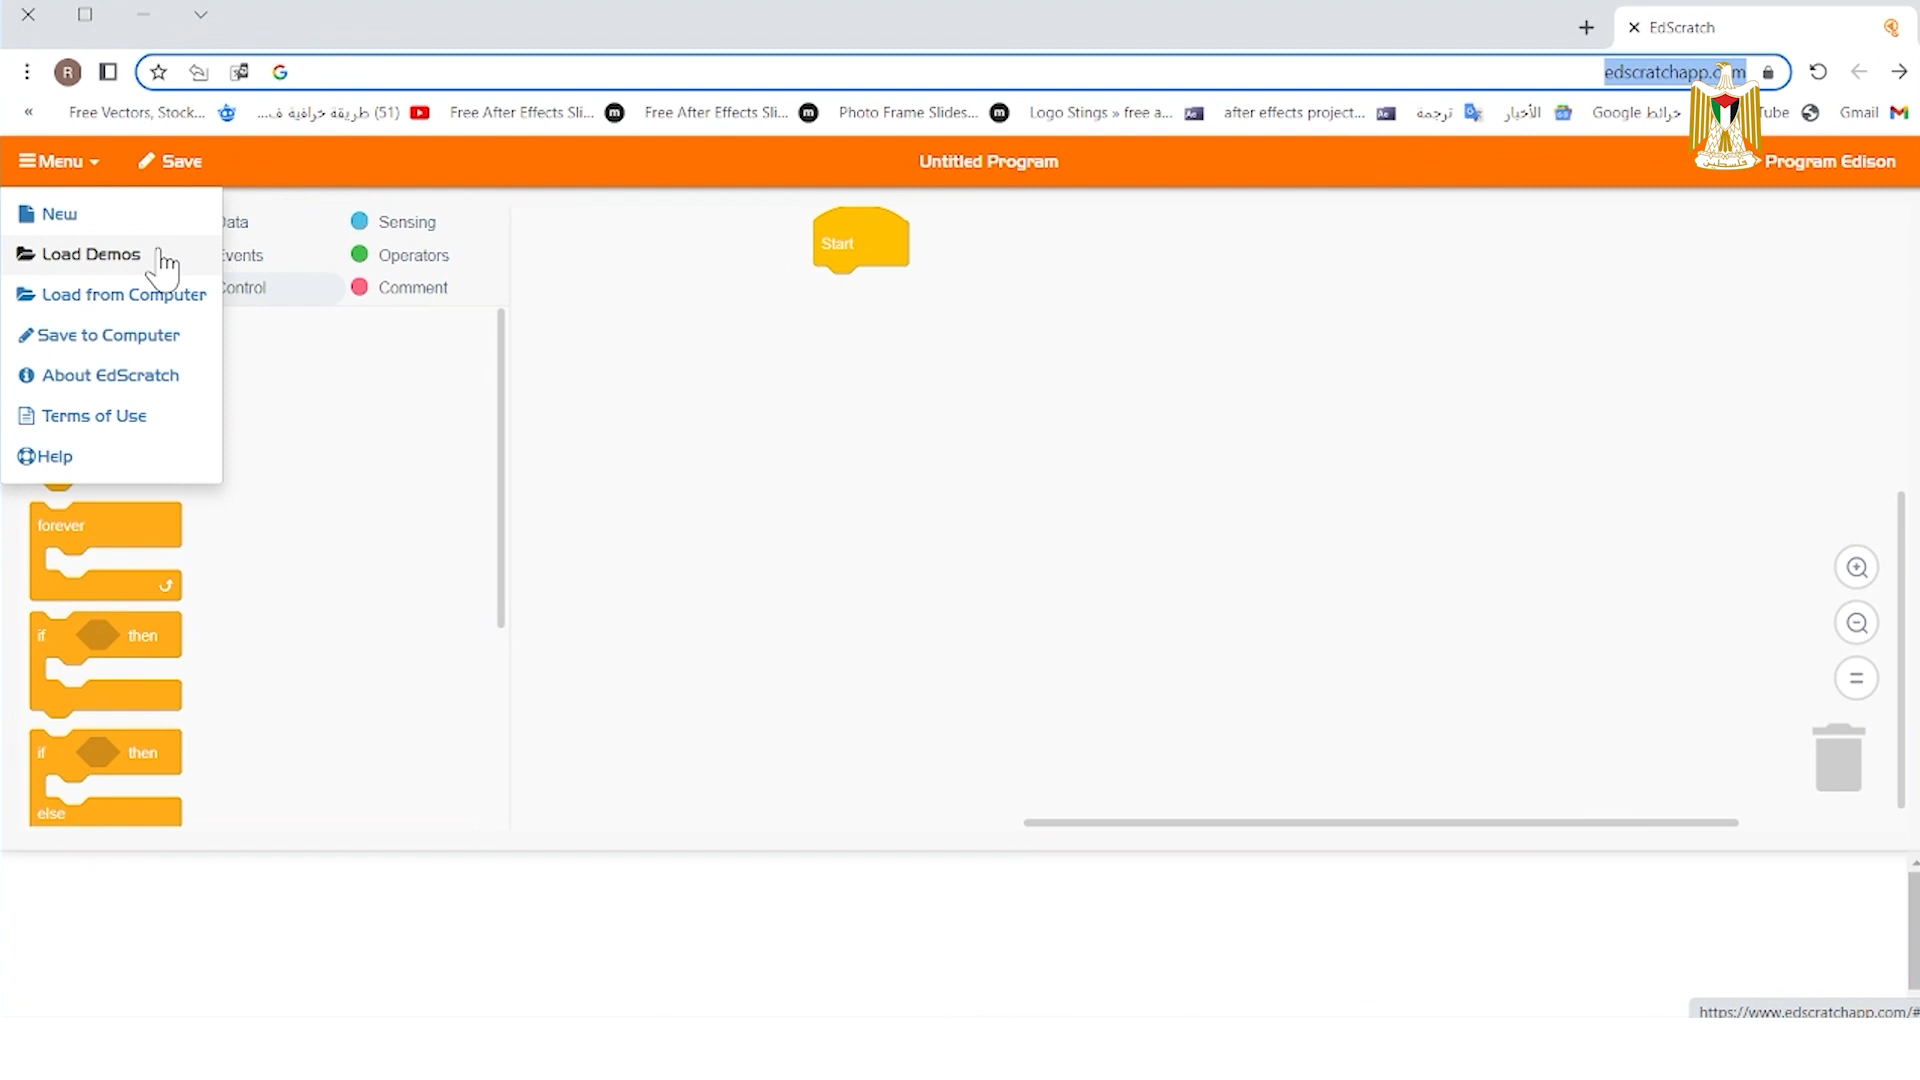 EdScratch
R
edscratchapp.com
Free Vectors, Stock...
(51) طريقة خرافية ف...
Free After Effects Sli...
Free After Effects Sli...
Photo Frame Slides...
Logo Stings » free a...
after effects project...
ترجمة
الأخبار
خرائط Google
Tube
Gmail
Menu
Save
Untitled Program
Program Edison
New
Load Demos
Load from Computer
Save to Computer
About EdScratch
Terms of Use
Help
Data
Events
Control
Sensing
Operators
Comment
Start
forever
if then
if then
else
https://www.edscratchapp.com/#